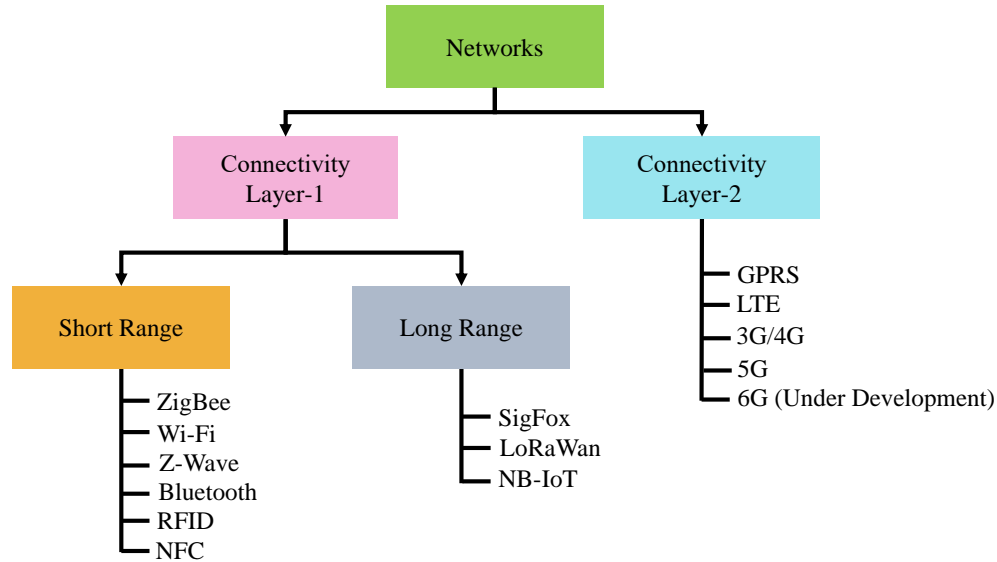 Networks
Connectivity
Layer-1
Connectivity
Layer-2
Short Range
Long Range
GPRS
LTE
3G/4G
5G
6G (Under Development)
ZigBee
Wi-Fi
Z-Wave
Bluetooth
RFID
NFC
SigFox
LoRaWan
NB-IoT